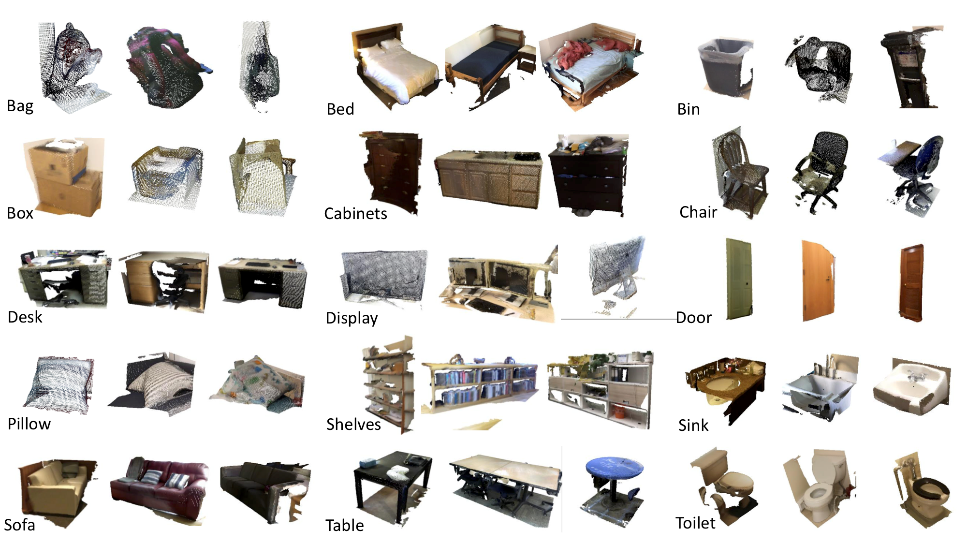 Bag
Bed
Bin
Box
Cabinets
Chair
Desk
Display
Door
Pillow
Shelves
Sink
Sofa
Table
Toilet